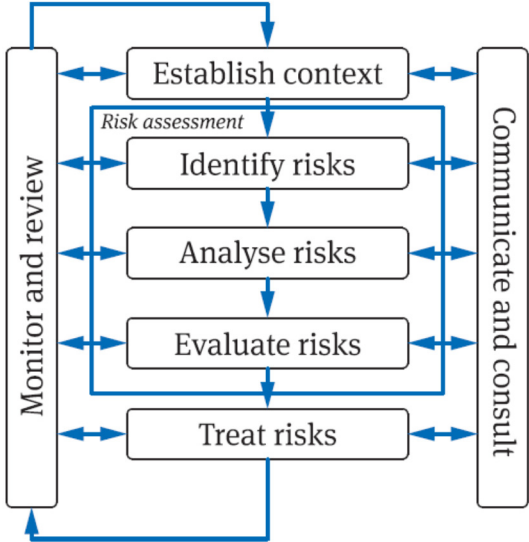 Establish context
Risk assessment
Identify risks
Analyse risks
Evaluate risks
Treat risks
Monitor and review
Communicate and consult